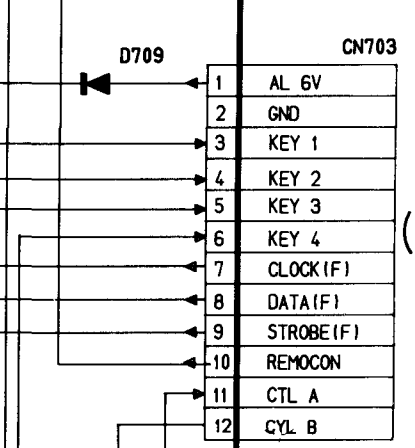 D709
CN703
1 AL 6V
2 GND
3 KEY 1
4 KEY 2
5 KEY 3
6 KEY 4
7 CLOCK(F)
8 DATA(F)
9 STROBE(F)
10 REMOCON
11 CTL A
12 CYL B
(